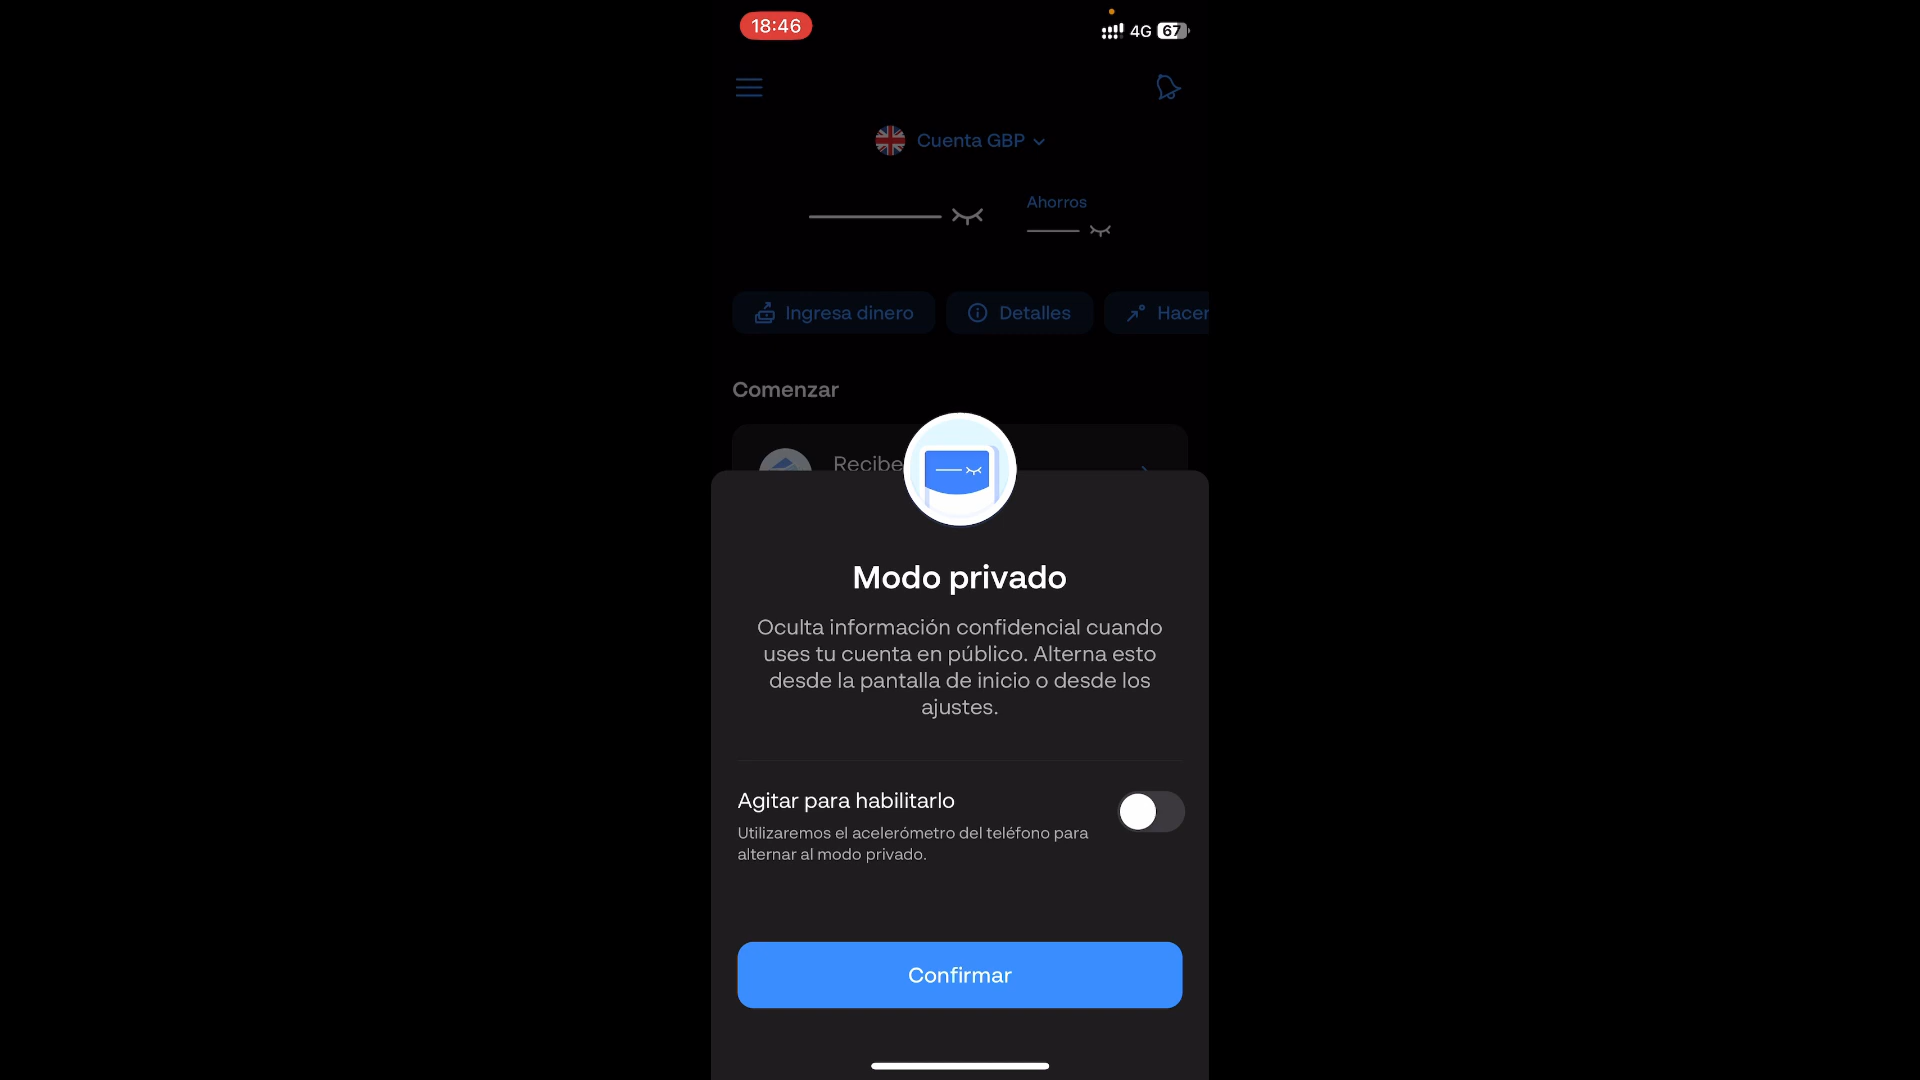 18:46
4G 67
Cuenta GBP
Ahorros
Ingresa dinero
Detalles
Hacer
Comenzar
Recibe
Modo privado
Oculta información confidencial cuando
uses tu cuenta en público. Alterna esto
desde la pantalla de inicio o desde los
ajustes.
Agitar para habilitarlo
Utilizaremos el acelerómetro del teléfono para
alternar al modo privado.
Confirmar